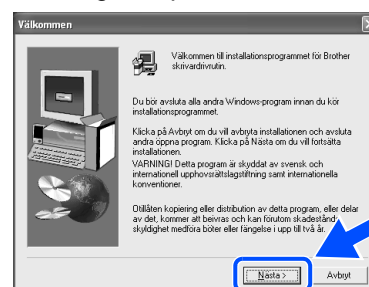 Välkommen
Välkommen till installationsprogrammet för Brother
skrivardrivrutin.
Du bör avsluta alla andra Windows-program innan du kör
installationsprogrammet.
Klicka på Avbryt om du vill avbryta installationen och avsluta
andra öppna program. Klicka på Nästa om du vill fortsätta
installationen.
VARNING! Detta program är skyddat av svensk och
internationell upphovsrättslagstiftning samt internationella
konventioner.
Otillåten kopiering eller distribution av detta program, eller delar
av det, kommer att beivras och kan förutom skadestånds
skyldighet medföra böter eller fängelse i upp till två år.
Nästa >
Avbryt